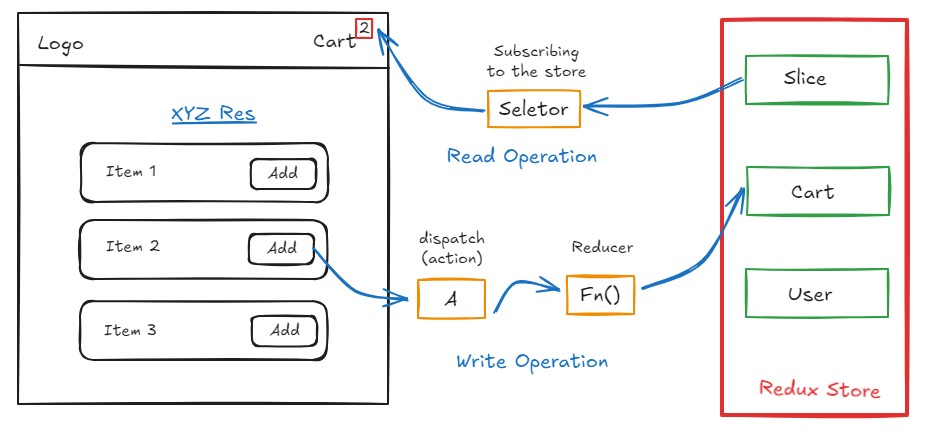 Logo
Cart 2
XYZ Res
Item 1
Add
Item 2
Add
Item 3
Add
Subscribing
to the store
Seletor
Read Operation
dispatch
(action)
A
Reducer
Fn()
Write Operation
Slice
Cart
User
Redux Store